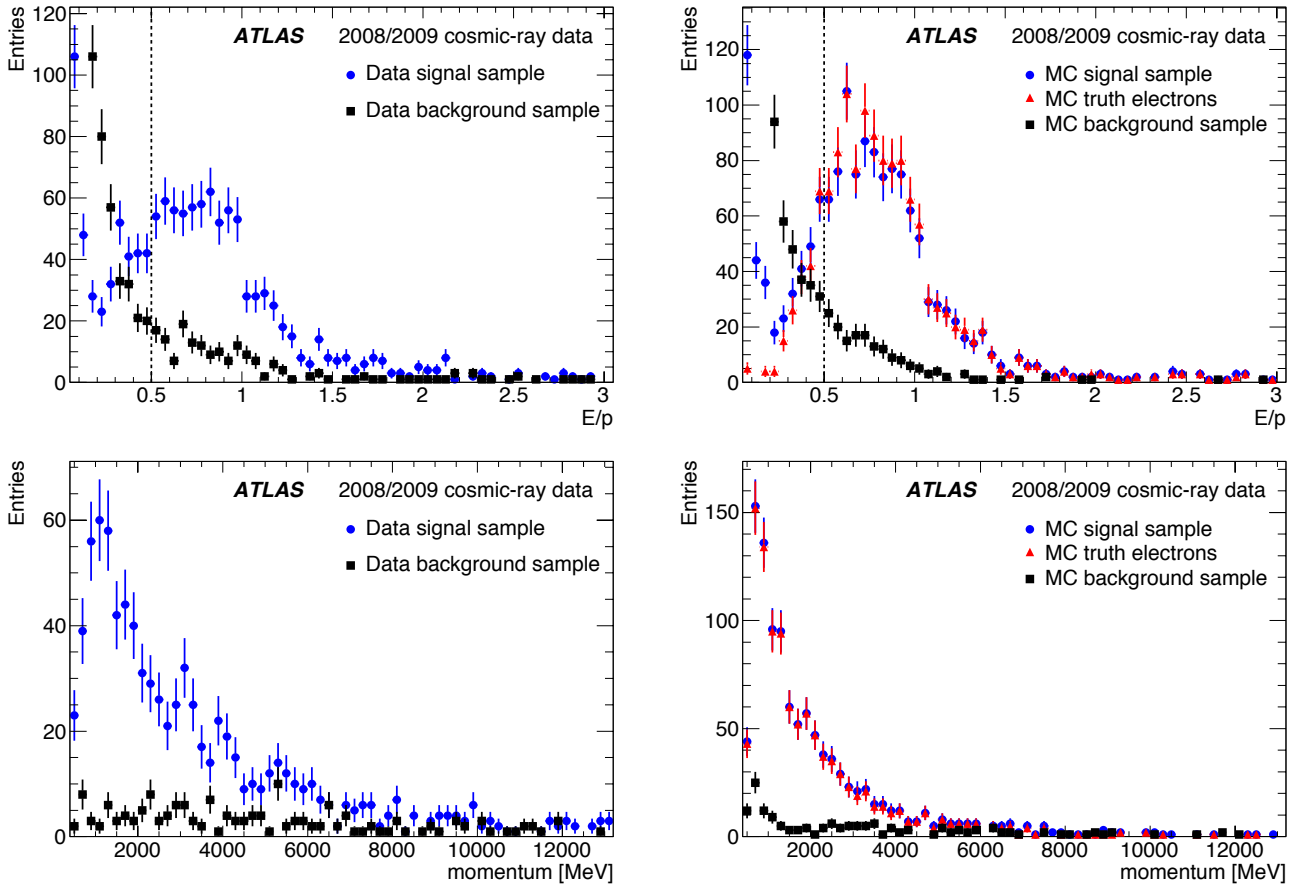 Entries
120
100
80
60
40
20
0
ATLAS 2008/2009 cosmic-ray data
Data signal sample
Data background sample
0.5 1 1.5 2 2.5 3
E/p
Entries
120
100
80
60
40
20
0
ATLAS 2008/2009 cosmic-ray data
MC signal sample
MC truth electrons
MC background sample
0.5 1 1.5 2 2.5 3
E/p
Entries
60
40
20
0
ATLAS 2008/2009 cosmic-ray data
Data signal sample
Data background sample
2000 4000 6000 8000 10000 12000
momentum [MeV]
Entries
150
100
50
0
ATLAS 2008/2009 cosmic-ray data
MC signal sample
MC truth electrons
MC background sample
2000 4000 6000 8000 10000 12000
momentum [MeV]